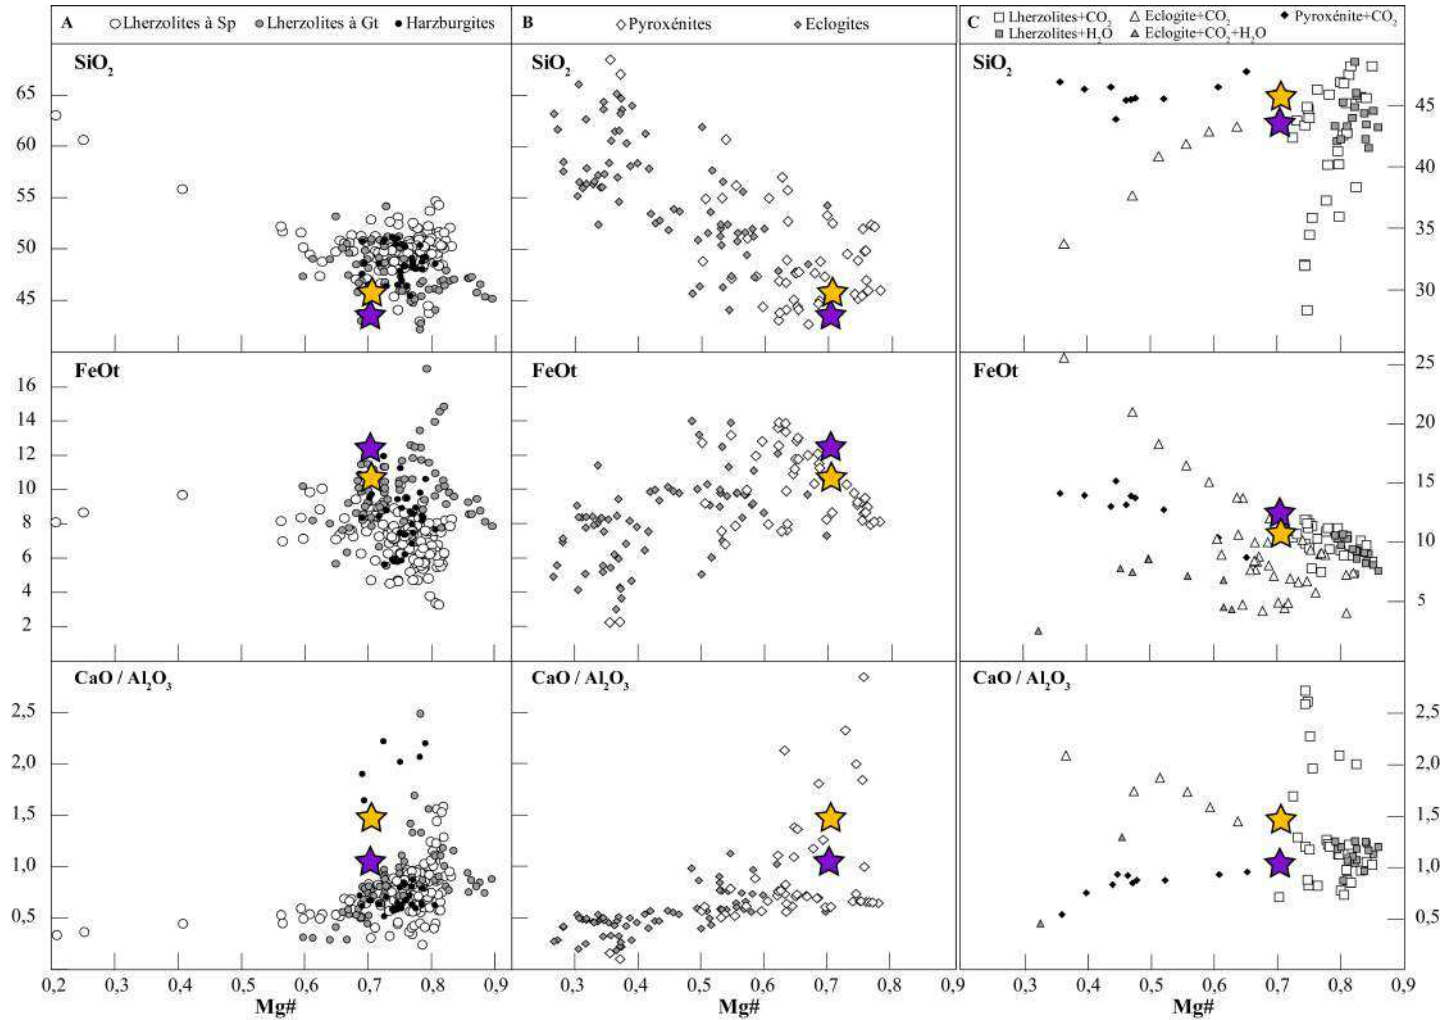 A Lherzolites à Sp Lherzolites à Gt Harzburgites
B Pyroxénites Eclogites
C Lherzolites+CO₂ Eclogite+CO₂ Pyroxénite+CO₂
Lherzolites+H₂O Eclogite+CO₂+H₂O
SiO₂ SiO₂ SiO₂
65
60
55
50
45
45
40
35
30
FeOt FeOt FeOt
16
14
12
10
8
6
4
2
25
20
15
10
5
CaO / Al₂O₃ CaO / Al₂O₃ CaO / Al₂O₃
2,5
2,0
1,5
1,0
0,5
2,5
2,0
1,5
1,0
0,5
0,2 0,3 0,4 0,5 0,6 0,7 0,8 0,9
0,3 0,4 0,5 0,6 0,7 0,8 0,9
0,3 0,4 0,5 0,6 0,7 0,8 0,9
Mg# Mg# Mg#